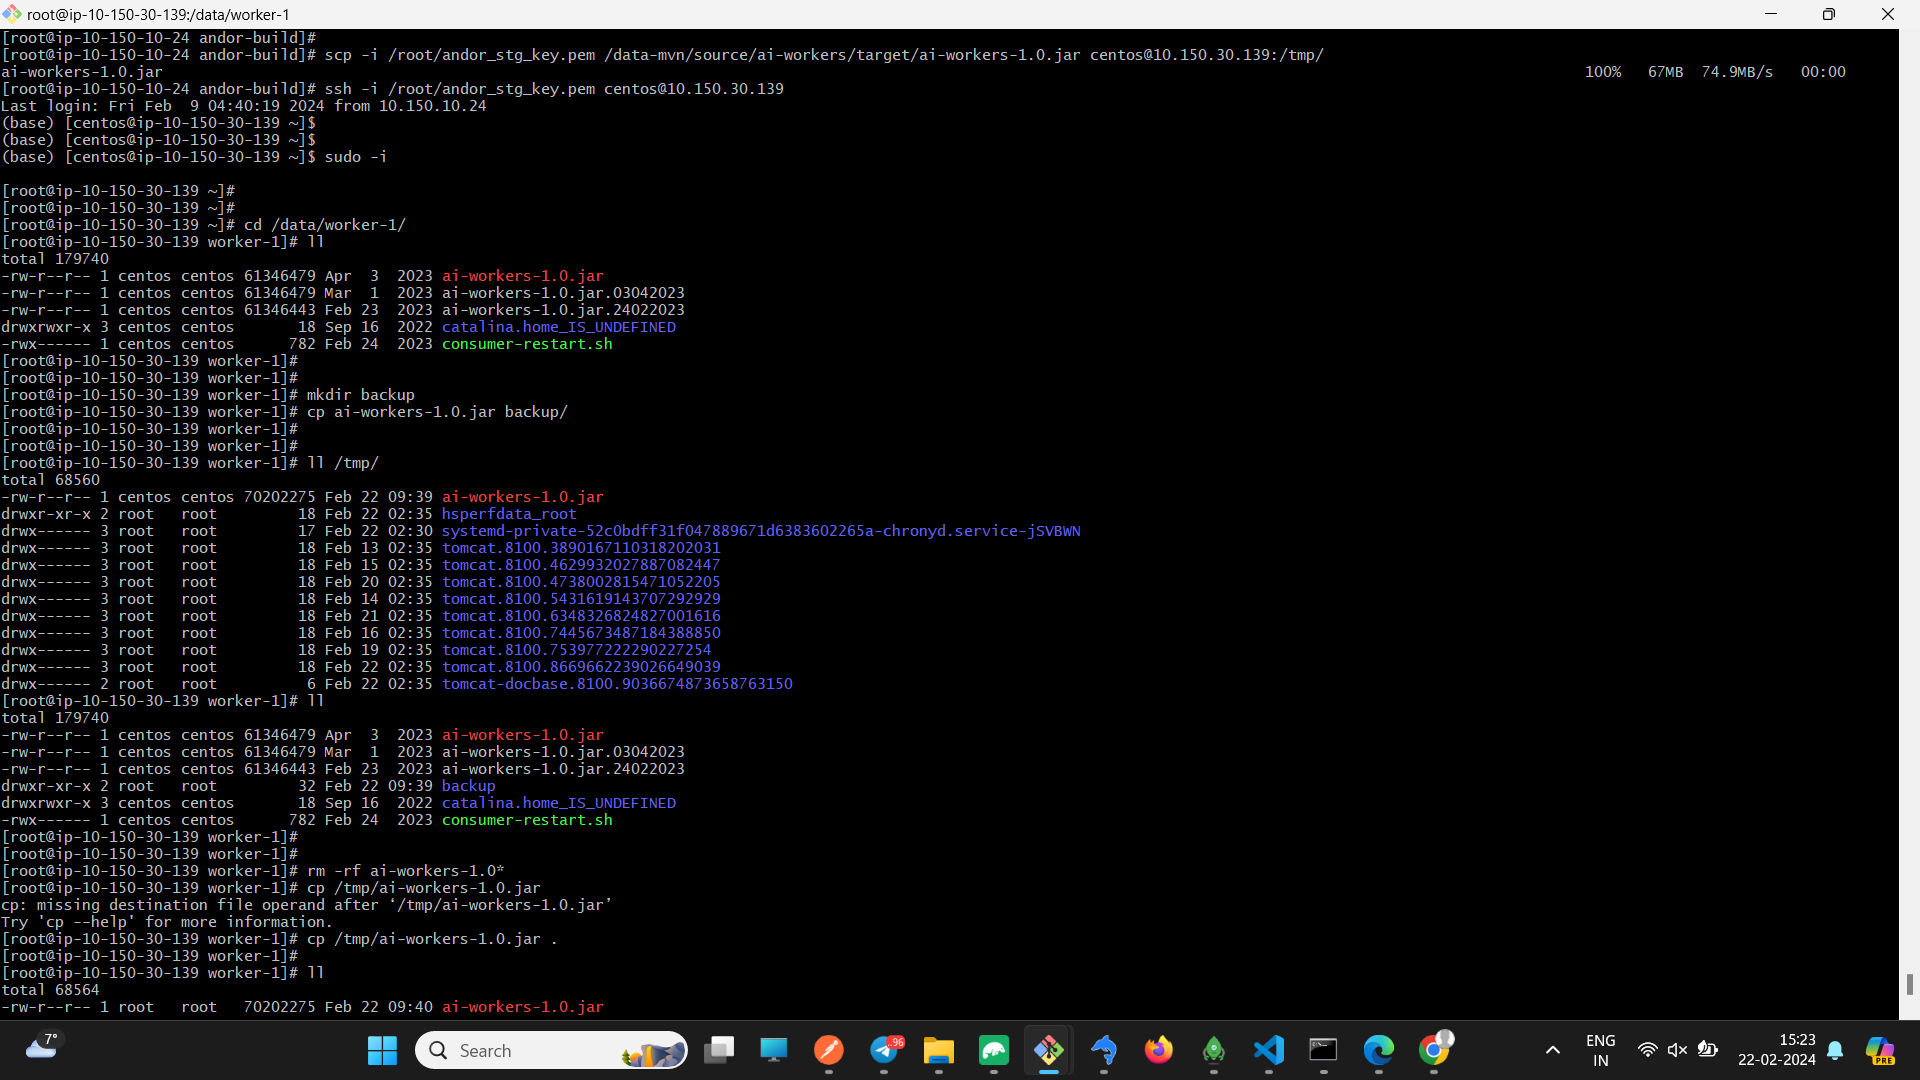 root@ip-10-150-30-139:/data/worker-1
[root@ip-10-150-10-24 andor-build]#
[root@ip-10-150-10-24 andor-build]# scp -i /root/andor_stg_key.pem /data-mvn/source/ai-workers/target/ai-workers-1.0.jar centos@10.150.30.139:/tmp/
ai-workers-1.0.jar 100% 67MB 74.9MB/s 00:00
[root@ip-10-150-10-24 andor-build]# ssh -i /root/andor_stg_key.pem centos@10.150.30.139
Last login: Fri Feb  9 04:40:19 2024 from 10.150.10.24
(base) [centos@ip-10-150-30-139 ~]$
(base) [centos@ip-10-150-30-139 ~]$
(base) [centos@ip-10-150-30-139 ~]$ sudo -i
[root@ip-10-150-30-139 ~]#
[root@ip-10-150-30-139 ~]#
[root@ip-10-150-30-139 ~]# cd /data/worker-1/
[root@ip-10-150-30-139 worker-1]# ll
total 179740
-rw-r--r-- 1 centos centos 61346479 Apr  3  2023 ai-workers-1.0.jar
-rw-r--r-- 1 centos centos 61346479 Mar  1  2023 ai-workers-1.0.jar.03042023
-rw-r--r-- 1 centos centos 61346443 Feb 23  2023 ai-workers-1.0.jar.24022023
drwxrwxr-x 3 centos centos       18 Sep 16  2022 catalina.home_IS_UNDEFINED
-rwx------ 1 centos centos      782 Feb 24  2023 consumer-restart.sh
[root@ip-10-150-30-139 worker-1]#
[root@ip-10-150-30-139 worker-1]#
[root@ip-10-150-30-139 worker-1]# mkdir backup
[root@ip-10-150-30-139 worker-1]# cp ai-workers-1.0.jar backup/
[root@ip-10-150-30-139 worker-1]#
[root@ip-10-150-30-139 worker-1]#
[root@ip-10-150-30-139 worker-1]# ll /tmp/
total 68560
-rw-r--r-- 1 centos centos 70202275 Feb 22 09:39 ai-workers-1.0.jar
drwxr-xr-x 2 root   root         18 Feb 22 02:35 hsperfdata_root
drwx------ 3 root   root         17 Feb 22 02:30 systemd-private-52c0bdff31f047889671d6383602265a-chronyd.service-jSVBWN
drwx------ 3 root   root         18 Feb 13 02:35 tomcat.8100.3890167110318202031
drwx------ 3 root   root         18 Feb 15 02:35 tomcat.8100.4629932027887082447
drwx------ 3 root   root         18 Feb 20 02:35 tomcat.8100.4738002815471052205
drwx------ 3 root   root         18 Feb 14 02:35 tomcat.8100.5431619143707292929
drwx------ 3 root   root         18 Feb 21 02:35 tomcat.8100.6348326824827001616
drwx------ 3 root   root         18 Feb 16 02:35 tomcat.8100.7445673487184388850
drwx------ 3 root   root         18 Feb 19 02:35 tomcat.8100.753977222290227254
drwx------ 3 root   root         18 Feb 22 02:35 tomcat.8100.8669662239026649039
drwx------ 2 root   root          6 Feb 22 02:35 tomcat-docbase.8100.9036674873658763150
[root@ip-10-150-30-139 worker-1]# ll
total 179740
-rw-r--r-- 1 centos centos 61346479 Apr  3  2023 ai-workers-1.0.jar
-rw-r--r-- 1 centos centos 61346479 Mar  1  2023 ai-workers-1.0.jar.03042023
-rw-r--r-- 1 centos centos 61346443 Feb 23  2023 ai-workers-1.0.jar.24022023
drwxr-xr-x 2 root   root         32 Feb 22 09:39 backup
drwxrwxr-x 3 centos centos       18 Sep 16  2022 catalina.home_IS_UNDEFINED
-rwx------ 1 centos centos      782 Feb 24  2023 consumer-restart.sh
[root@ip-10-150-30-139 worker-1]#
[root@ip-10-150-30-139 worker-1]#
[root@ip-10-150-30-139 worker-1]# rm -rf ai-workers-1.0*
[root@ip-10-150-30-139 worker-1]# cp /tmp/ai-workers-1.0.jar
cp: missing destination file operand after ‘/tmp/ai-workers-1.0.jar’
Try 'cp --help' for more information.
[root@ip-10-150-30-139 worker-1]# cp /tmp/ai-workers-1.0.jar .
[root@ip-10-150-30-139 worker-1]#
[root@ip-10-150-30-139 worker-1]# ll
total 68564
-rw-r--r-- 1 root   root   70202275 Feb 22 09:40 ai-workers-1.0.jar
7°
Search
96
ENG
IN
15:23
22-02-2024
PRE